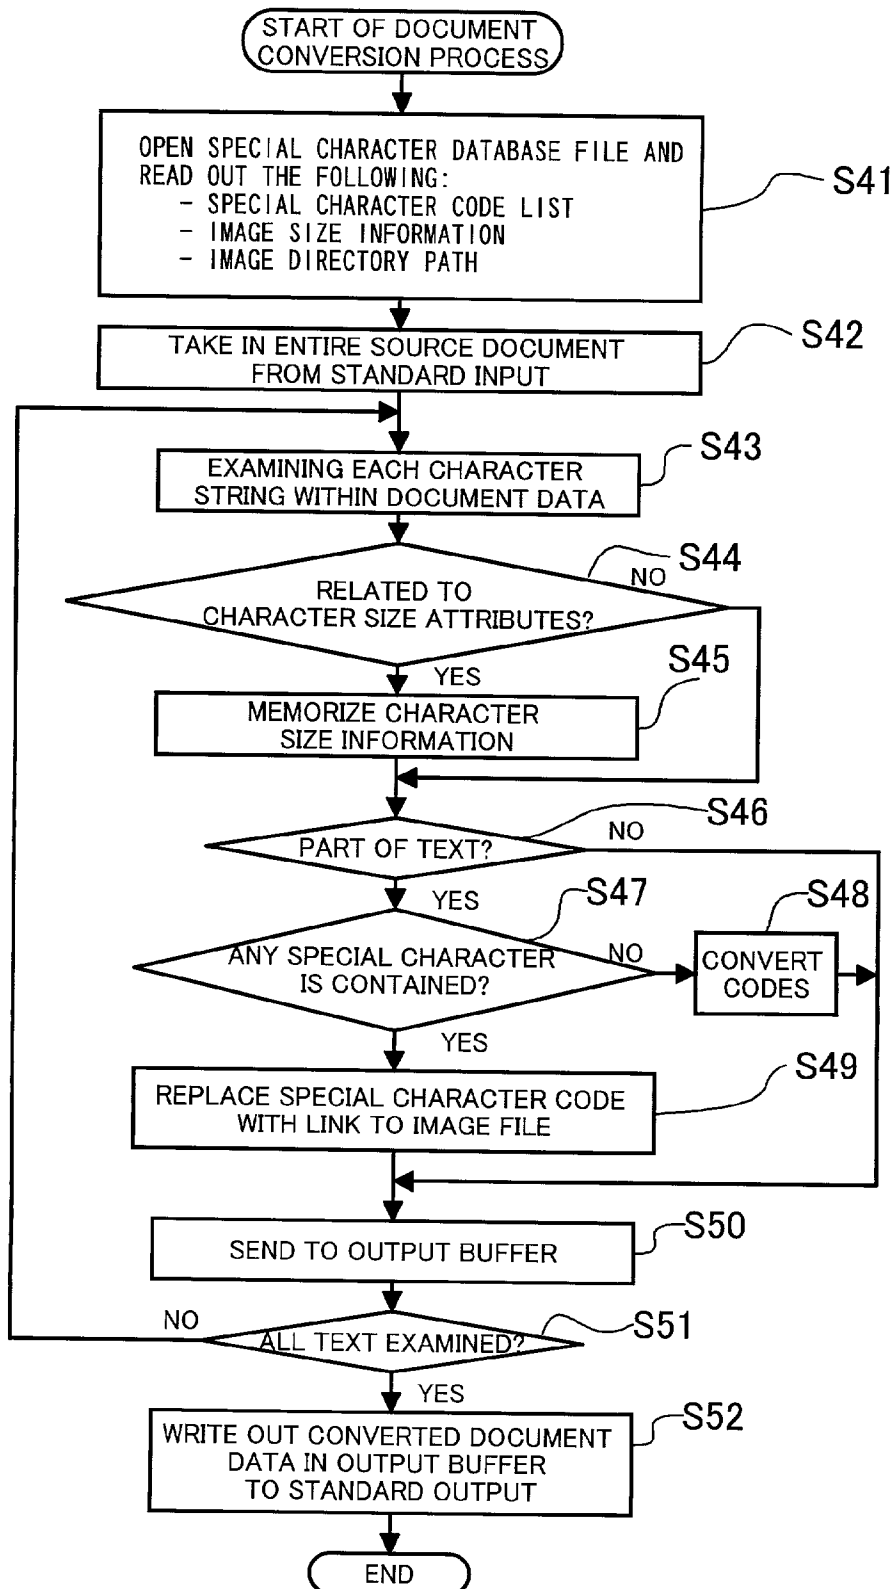 START OF DOCUMENT
CONVERSION PROCESS
OPEN SPECIAL CHARACTER DATABASE FILE AND
READ OUT THE FOLLOWING:
- SPECIAL CHARACTER CODE LIST
- IMAGE SIZE INFORMATION
- IMAGE DIRECTORY PATH
S41
TAKE IN ENTIRE SOURCE DOCUMENT
FROM STANDARD INPUT
S42
EXAMINING EACH CHARACTER
STRING WITHIN DOCUMENT DATA
S43
RELATED TO
CHARACTER SIZE ATTRIBUTES?
S44
NO
YES
MEMORIZE CHARACTER
SIZE INFORMATION
S45
PART OF TEXT?
S46
NO
YES
ANY SPECIAL CHARACTER
IS CONTAINED?
S47
NO
CONVERT
CODES
S48
YES
REPLACE SPECIAL CHARACTER CODE
WITH LINK TO IMAGE FILE
S49
SEND TO OUTPUT BUFFER
S50
NO
ALL TEXT EXAMINED?
S51
YES
WRITE OUT CONVERTED DOCUMENT
DATA IN OUTPUT BUFFER
TO STANDARD OUTPUT
S52
END